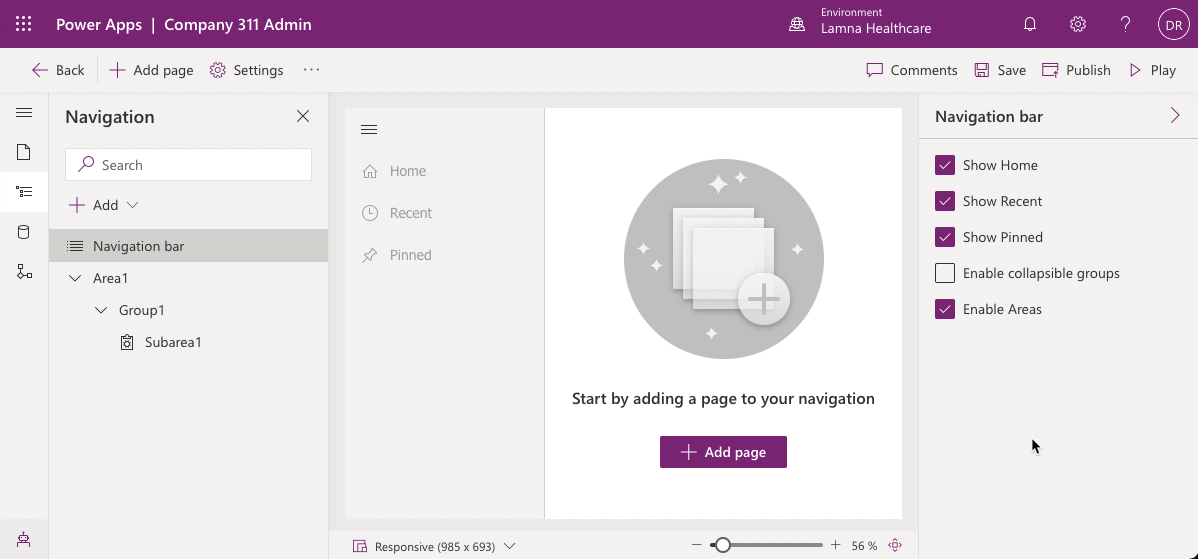 Power Apps | Company 311 Admin
Environment
Lamna Healthcare
? DR
Back Add page Settings ··· Comments Save Publish Play
Navigation
Search
Add
Navigation bar
Area1
Group1
Subarea1
Home
Recent
Pinned
Start by adding a page to your navigation
Add page
Responsive (985 x 693)
56 %
Navigation bar
Show Home
Show Recent
Show Pinned
Enable collapsible groups
Enable Areas